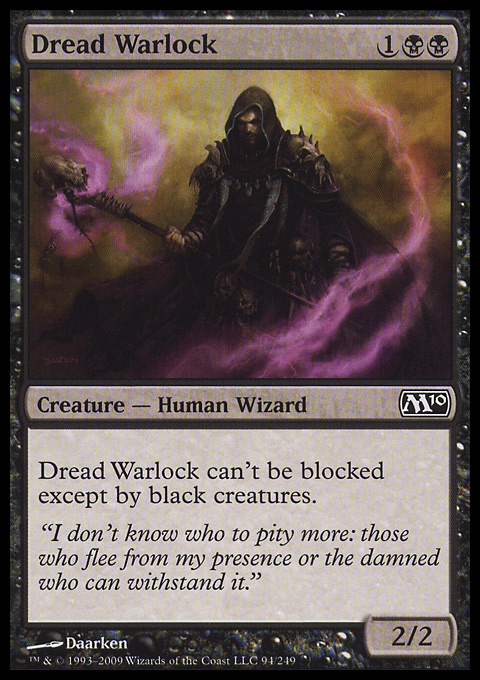 Dread Warlock 1
M10
Creature — Human Wizard
Dread Warlock can't be blocked
except by black creatures.
"I don't know who to pity more: those
who flee from my presence or the damned
who can withstand it."
2/2
Daarken
™ & © 1993–2009 Wizards of the Coast LLC 94/249